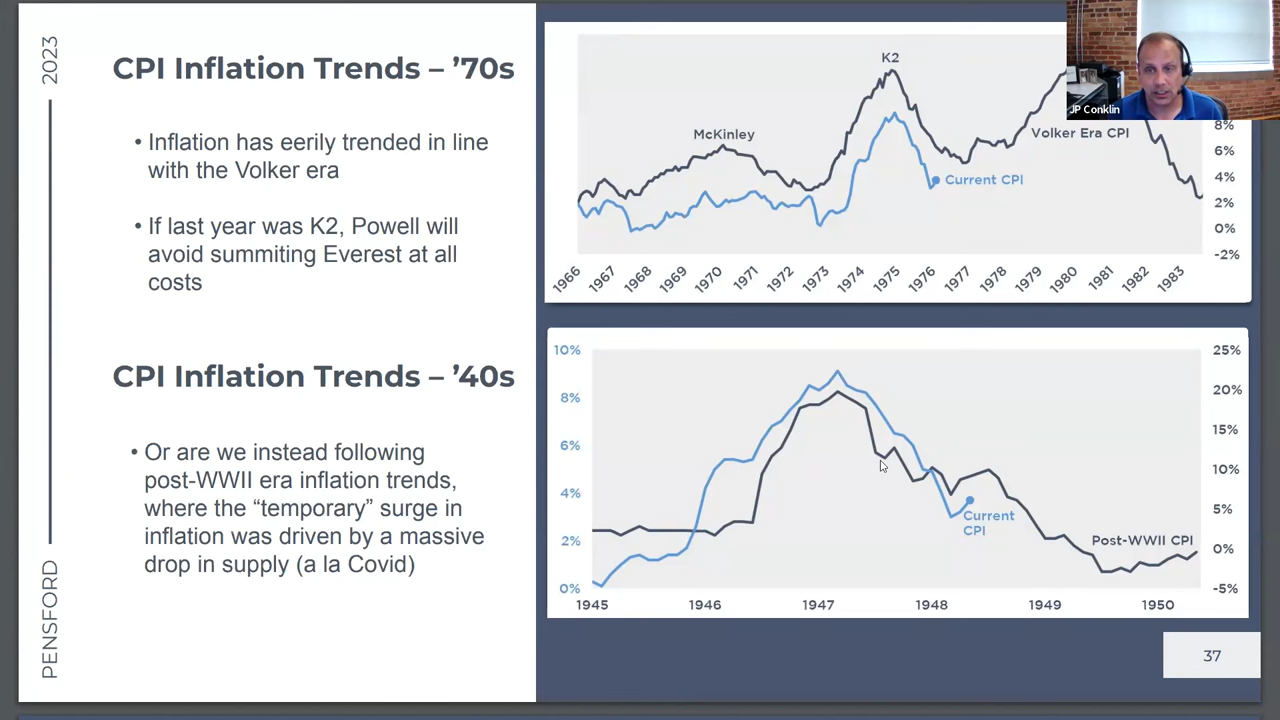 2023
PENSFORD
CPI Inflation Trends – ’70s
• Inflation has eerily trended in line
with the Volker era
• If last year was K2, Powell will
avoid summiting Everest at all
costs
CPI Inflation Trends – ’40s
• Or are we instead following
post-WWII era inflation trends,
where the “temporary” surge in
inflation was driven by a massive
drop in supply (a la Covid)
K2
McKinley
Volker Era CPI
Current CPI
8%
6%
4%
2%
0%
-2%
1966 1967 1968 1969 1970 1971 1972 1973 1974 1975 1976 1977 1978 1979 1980 1981 1982 1983
JP Conklin
10%
8%
6%
4%
2%
0%
25%
20%
15%
10%
5%
0%
-5%
Current
CPI
Post-WWII CPI
1945 1946 1947 1948 1949 1950
37